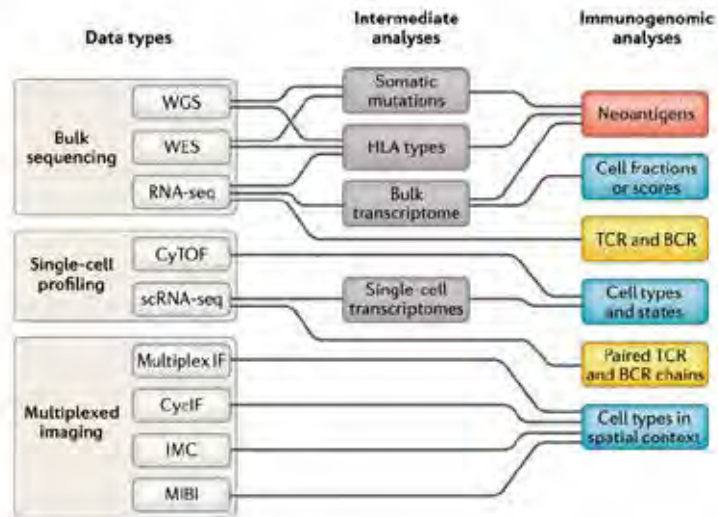 Data types
Intermediate
analyses
Immunogenomic
analyses
Bulk
sequencing
WGS
WES
RNA-seq
Somatic
mutations
HLA types
Bulk
transcriptome
Neoantigens
Cell fractions
or scores
TCR and BCR
Single-cell
profiling
CyTOF
scRNA-seq
Single-cell
transcriptomes
Cell types
and states
Paired TCR
and BCR chains
Multiplexed
imaging
Multiplex IF
CycIF
IMC
MIBI
Cell types in
spatial context